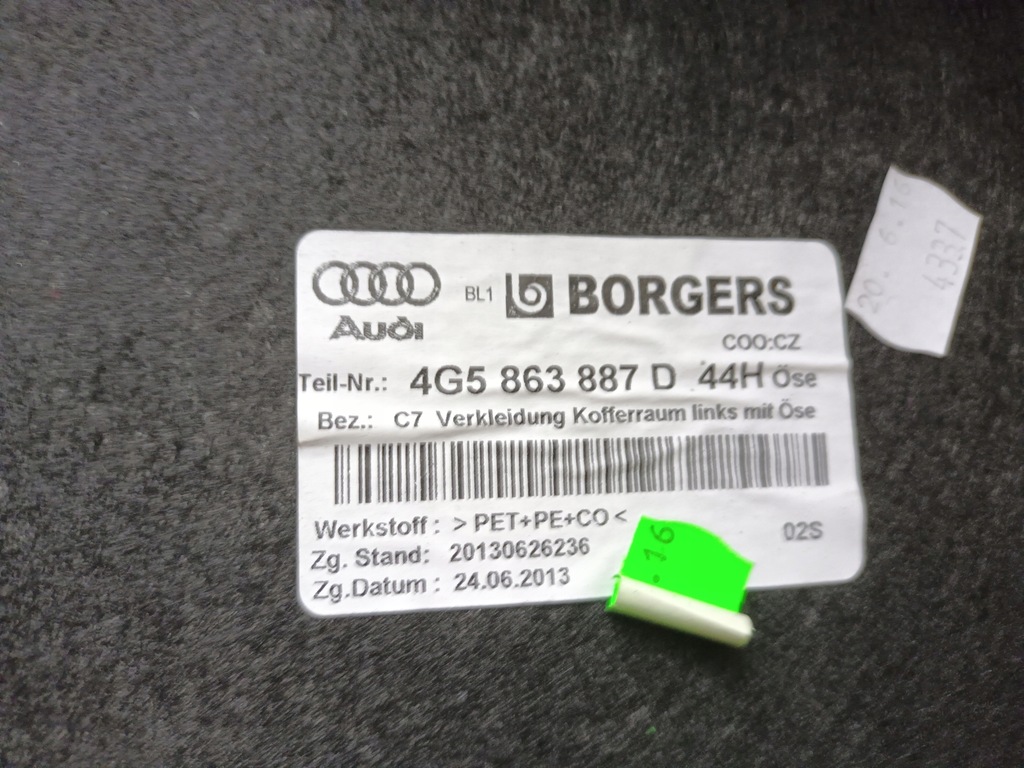 Audi
BL1 BORGERS
COO:CZ
Teil-Nr.: 4G5 863 887 D 44H Öse
Bez.: C7 Verkleidung Kofferraum links mit Öse
Werkstoff : > PET+PE+CO <
02S
Zg. Stand: 20130626236
Zg.Datum : 24.06.2013
.16
20.6.16
4337